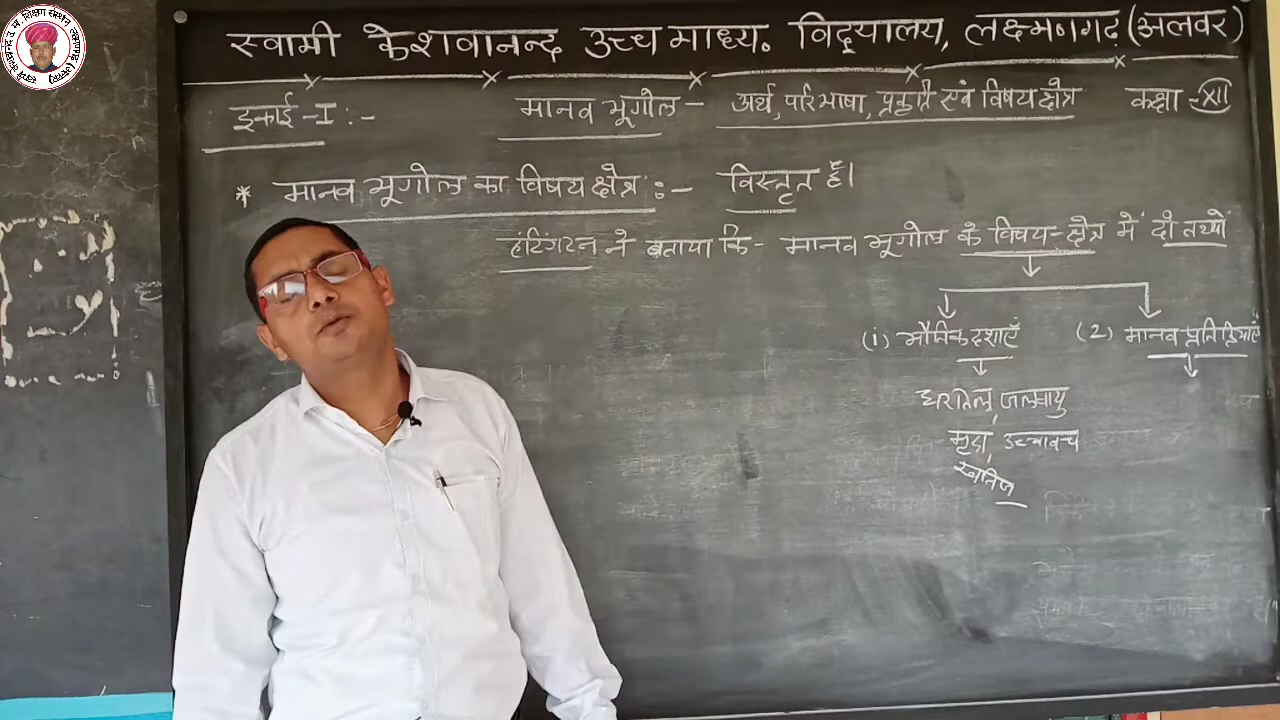 स्वामी केशवानन्द उच्च माध्य. विद्यालय, लक्ष्मणगढ़ (अलवर)
इकाई-I :- मानव भूगोल - अर्थ, परिभाषा, प्रकृति एवं विषय क्षेत्र कक्षा - XII
* मानव भूगोल का विषय क्षेत्र :- विस्तृत है।
हंटिंगटन ने बताया कि - मानव भूगोल के विषय-क्षेत्र में दो तथ्यों
(1) भौतिक दशाएँ (2) मानव प्रतिक्रियाएं
धरातल, जलवायु
मृदा, उच्चावच
खनिज